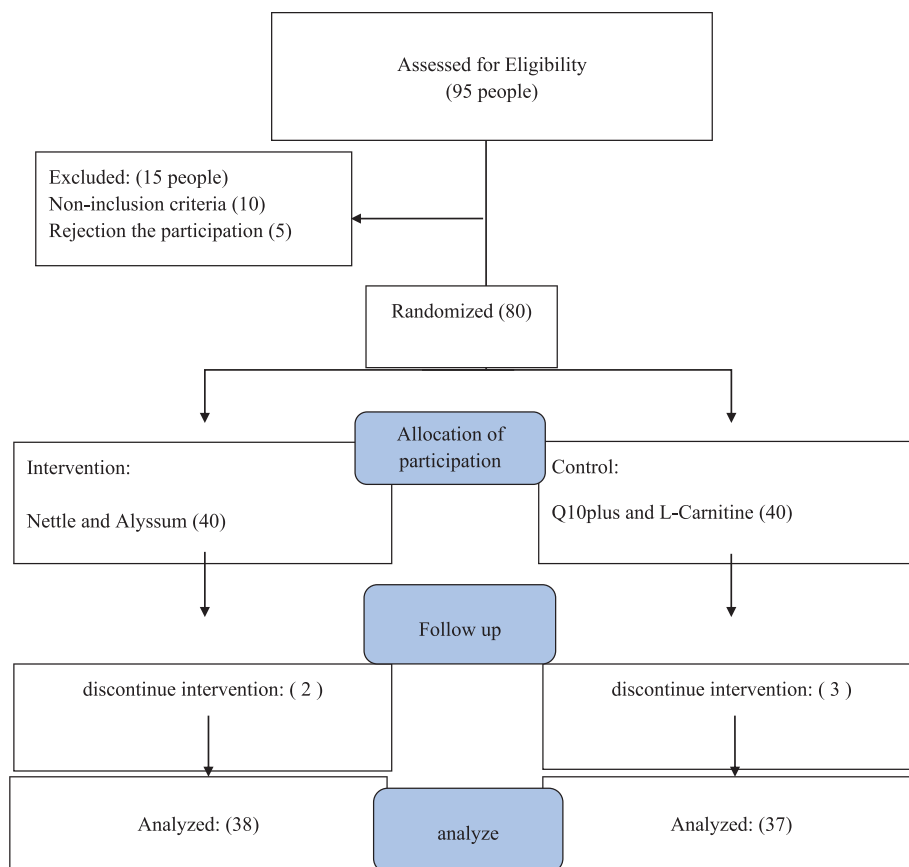 Assessed for Eligibility
(95 people)
Excluded: (15 people)
Non-inclusion criteria (10)
Rejection the participation (5)
Randomized (80)
Allocation of
participation
Intervention:
Nettle and Alyssum (40)
Control:
Q10plus and L-Carnitine (40)
Follow up
discontinue intervention: ( 2 )
discontinue intervention: ( 3 )
Analyzed: (38)
analyze
Analyzed: (37)